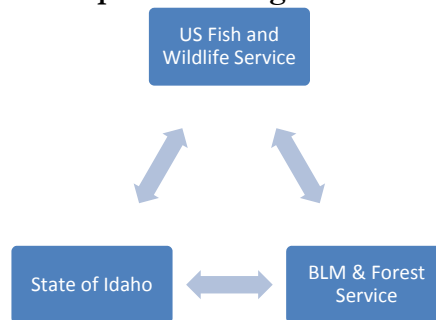 US Fish and
Wildlife Service
State of Idaho
BLM & Forest
Service